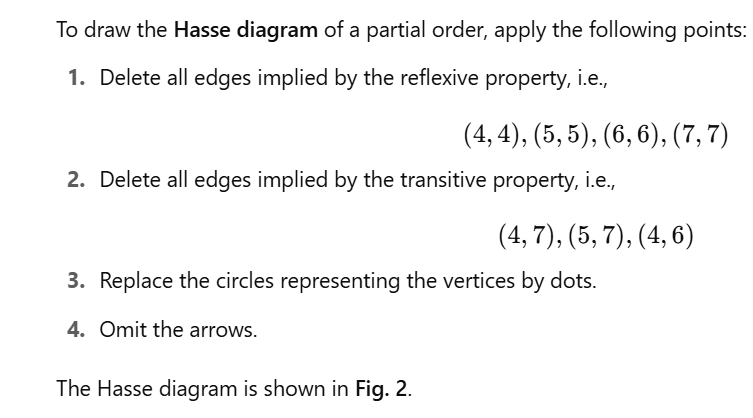 To draw the Hasse diagram of a partial order, apply the following points:
1. Delete all edges implied by the reflexive property, i.e.,
(4, 4), (5, 5), (6, 6), (7, 7)
2. Delete all edges implied by the transitive property, i.e.,
(4, 7), (5, 7), (4, 6)
3. Replace the circles representing the vertices by dots.
4. Omit the arrows.
The Hasse diagram is shown in Fig. 2.